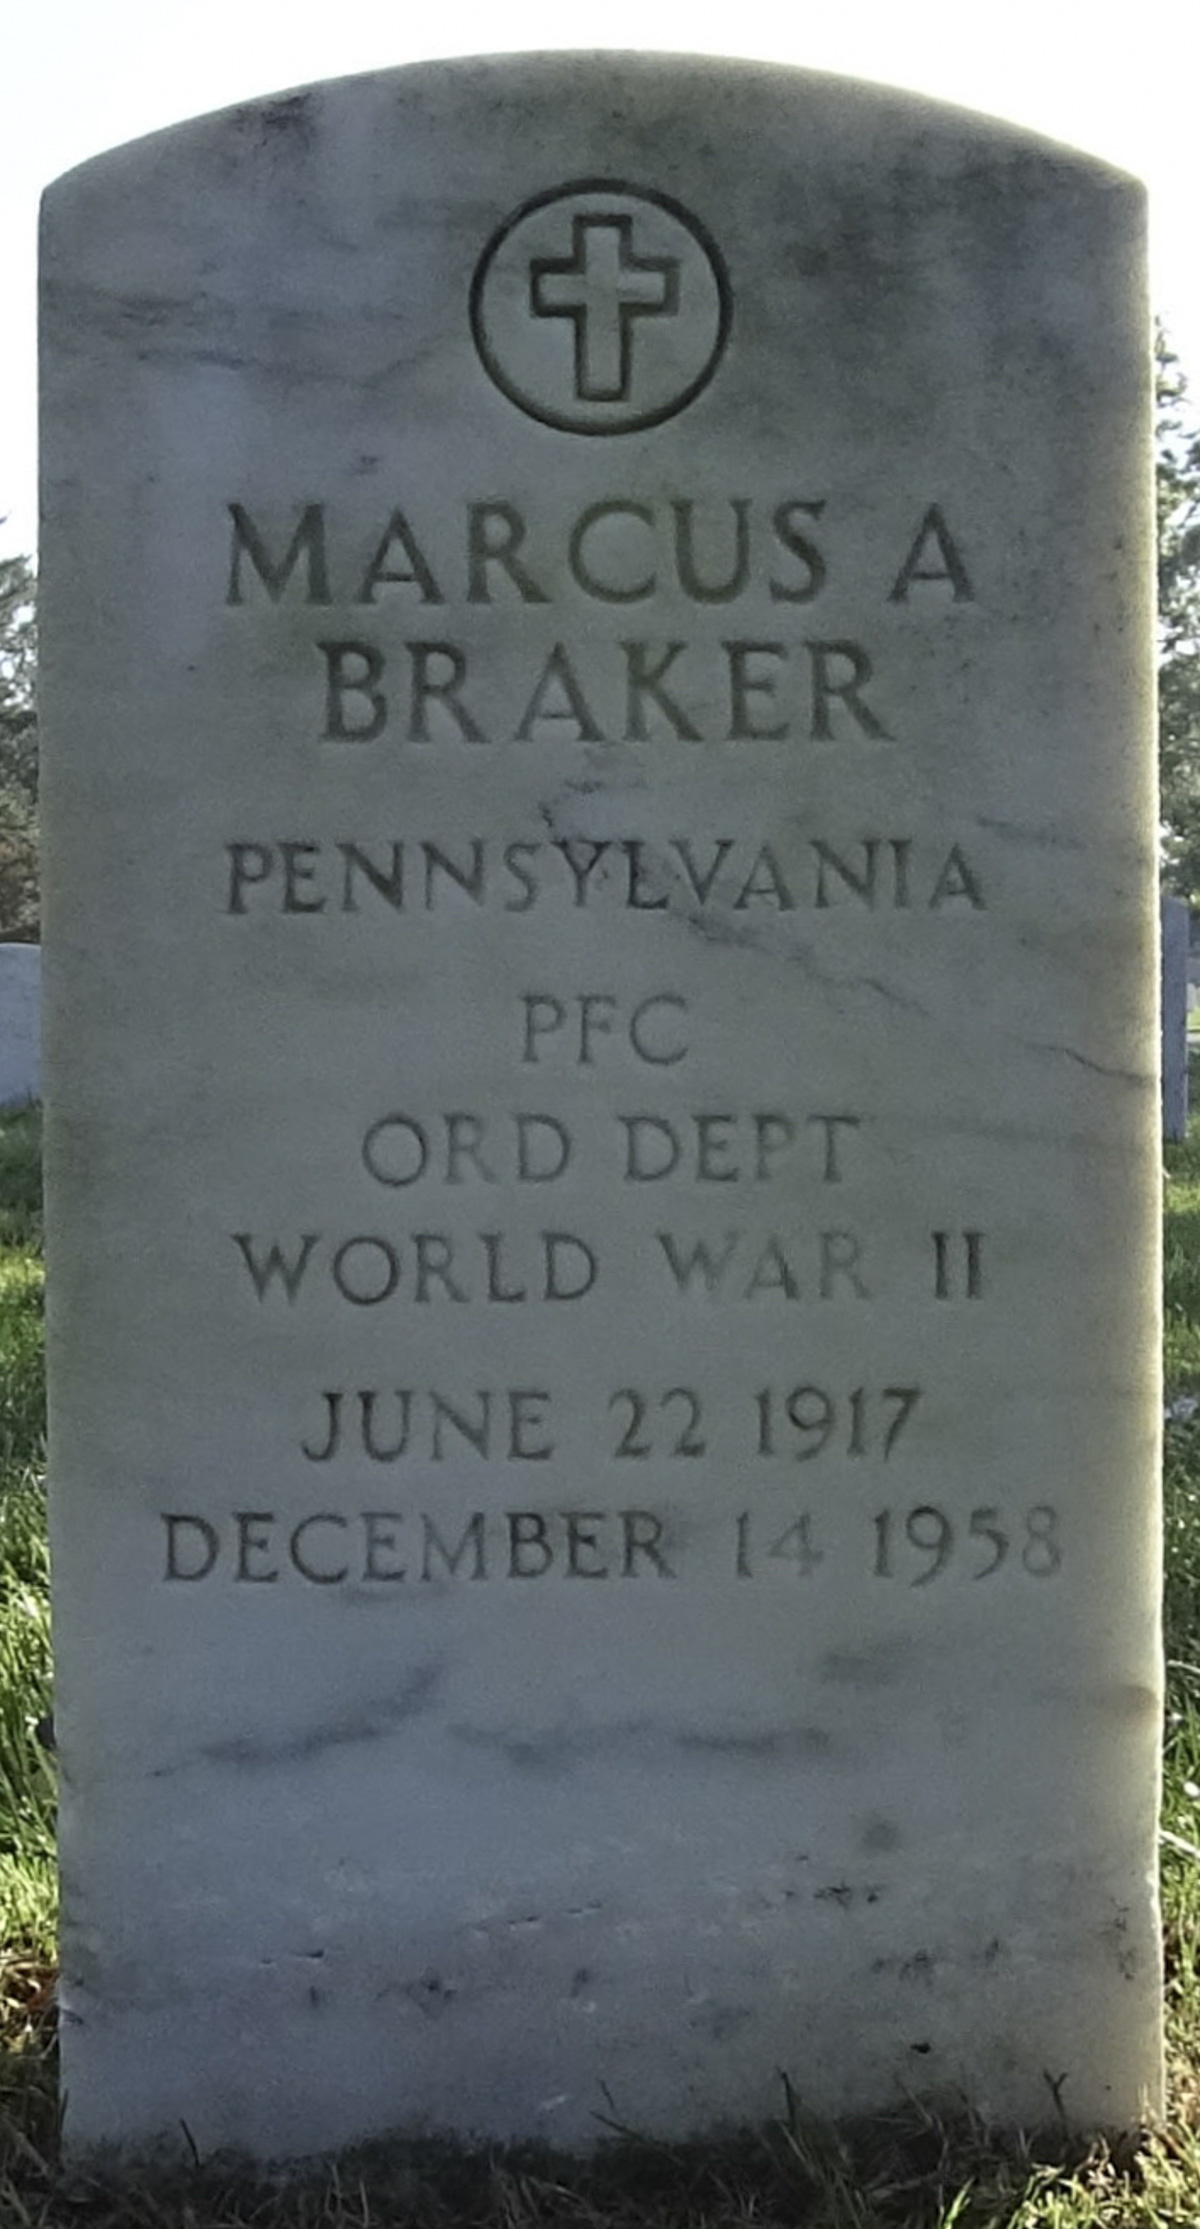 MARCUS A
BRAKER
PENNSYLVANIA
PFC
ORD DEPT
WORLD WAR II
JUNE 22 1917
DECEMBER 14 1958